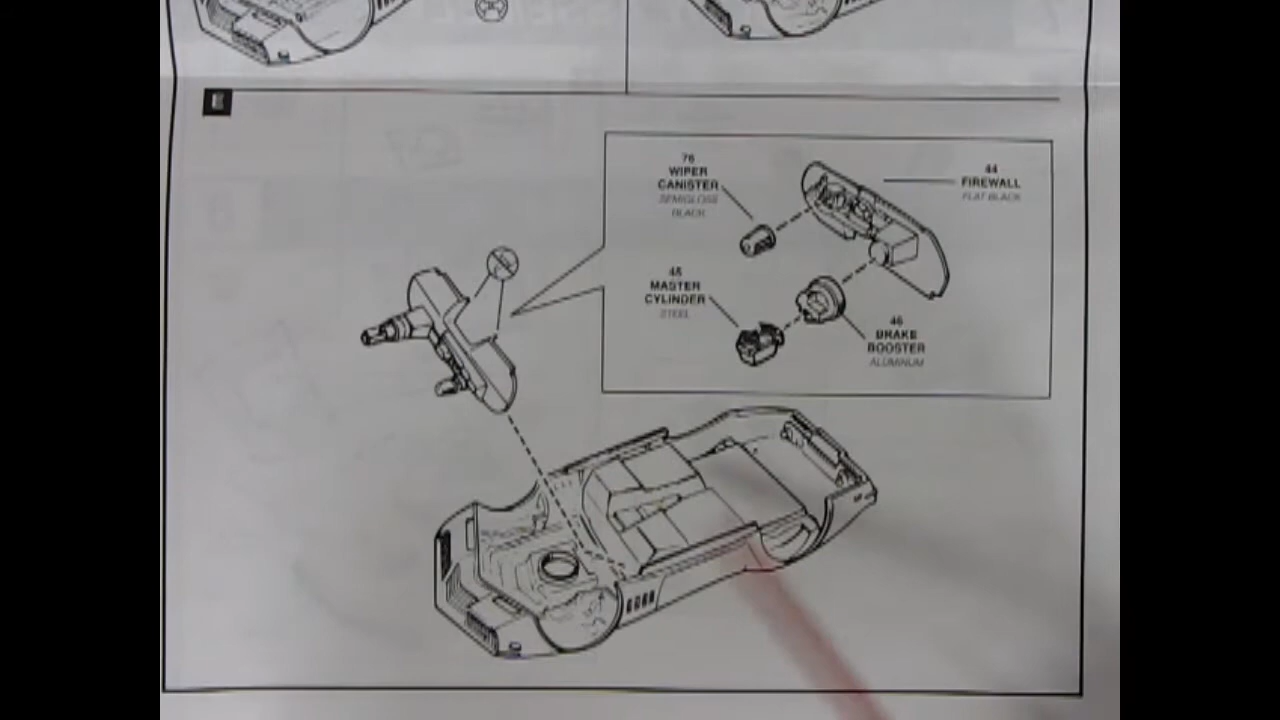 E
76
WIPER
CANISTER
SEMIGLOSS
BLACK
44
FIREWALL
FLAT BLACK
45
MASTER
CYLINDER
STEEL
46
BRAKE
BOOSTER
ALUMINUM